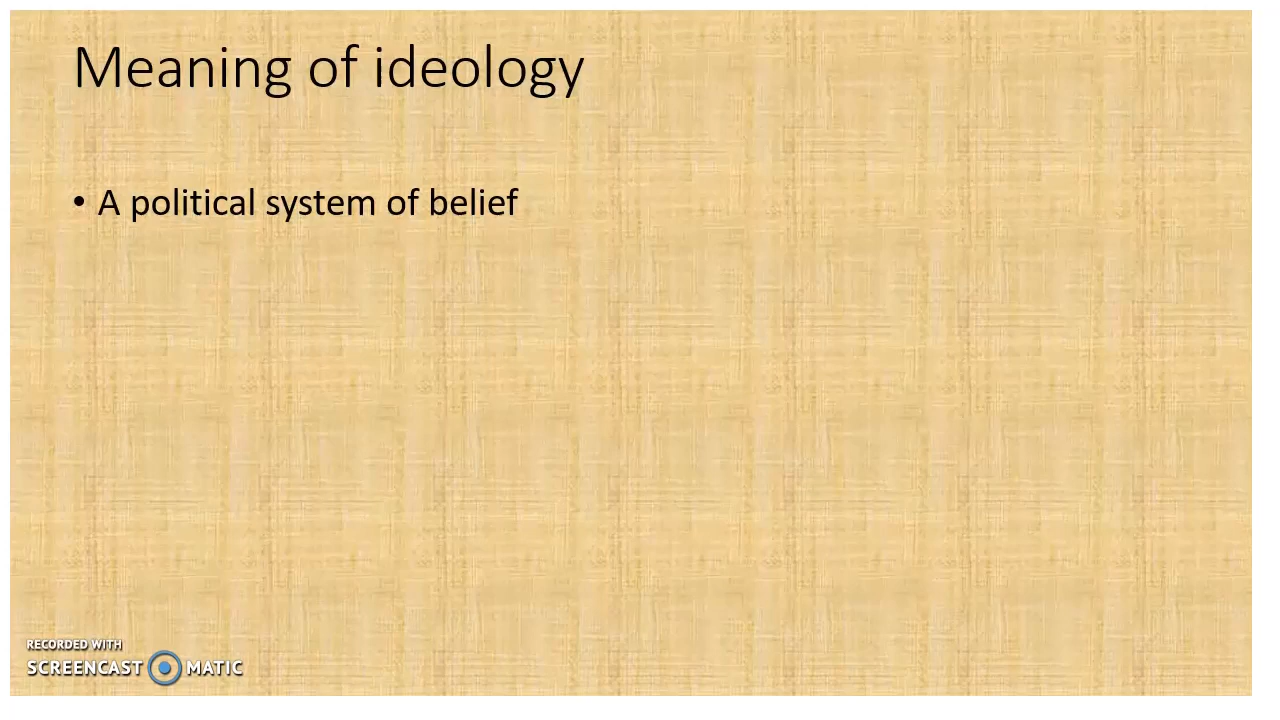 Meaning of ideology
• A political system of belief
RECORDED WITH
SCREENCAST MATIC